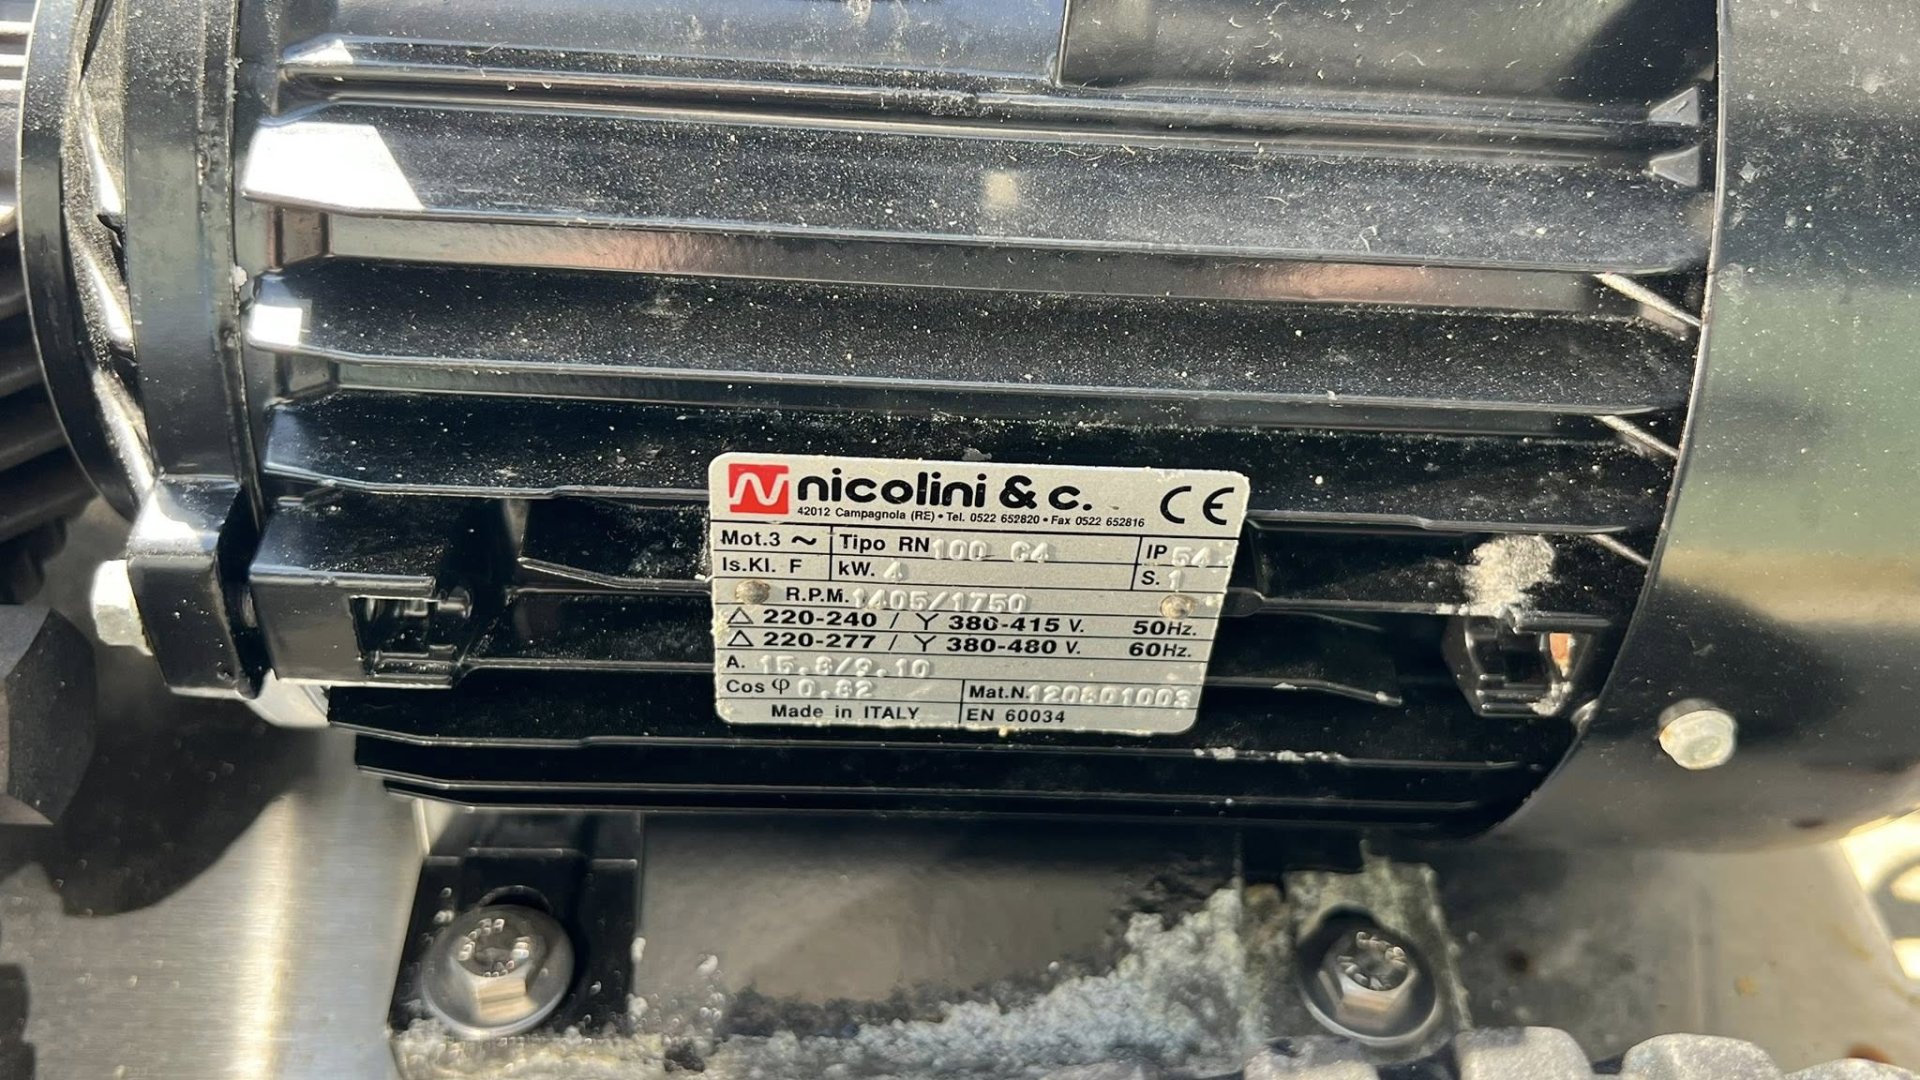 nicolini & c. CE
42012 Campagnola (RE) • Tel. 0522 652820 • Fax 0522 652816
Mot.3 ~ Tipo RN 100 C4 IP 54
Is.Kl. F kW. 4 S. 1
R.P.M. 1405/1750
△ 220-240 / Y 380-415 V. 50Hz.
△ 220-277 / Y 380-480 V. 60Hz.
A. 15.8/9.10
Cos φ 0.82 Mat.N. 120801003
Made in ITALY EN 60034